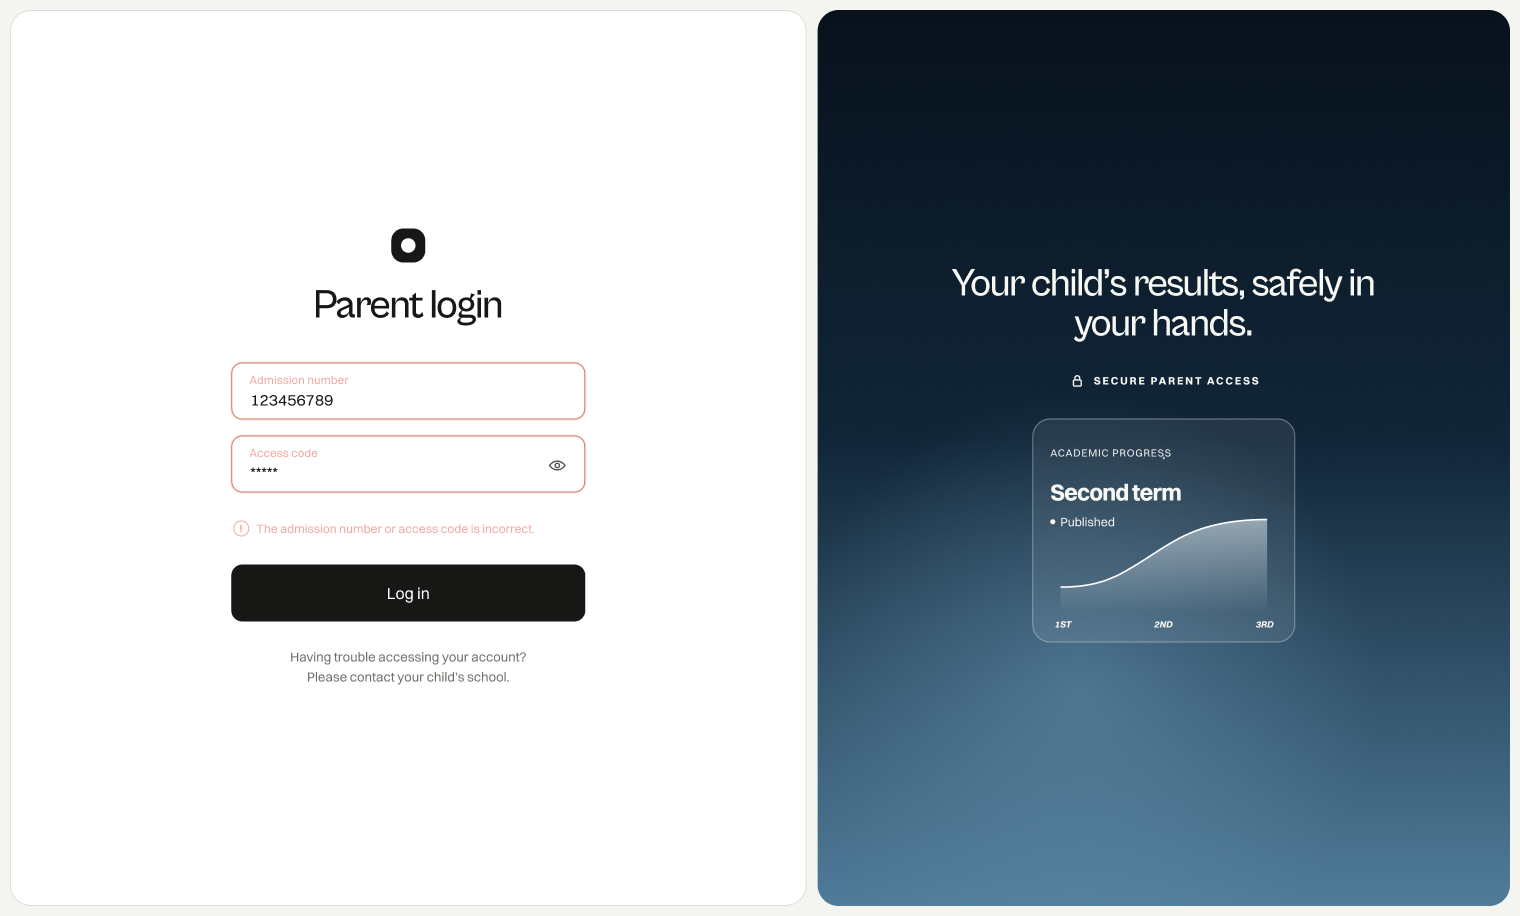 Parent login
Admission number
123456789
Access code
*****
The admission number or access code is incorrect.
Log in
Having trouble accessing your account?
Please contact your child's school.
Your child's results, safely in
your hands.
SECURE PARENT ACCESS
ACADEMIC PROGRESS
Second term
Published
1ST 2ND 3RD